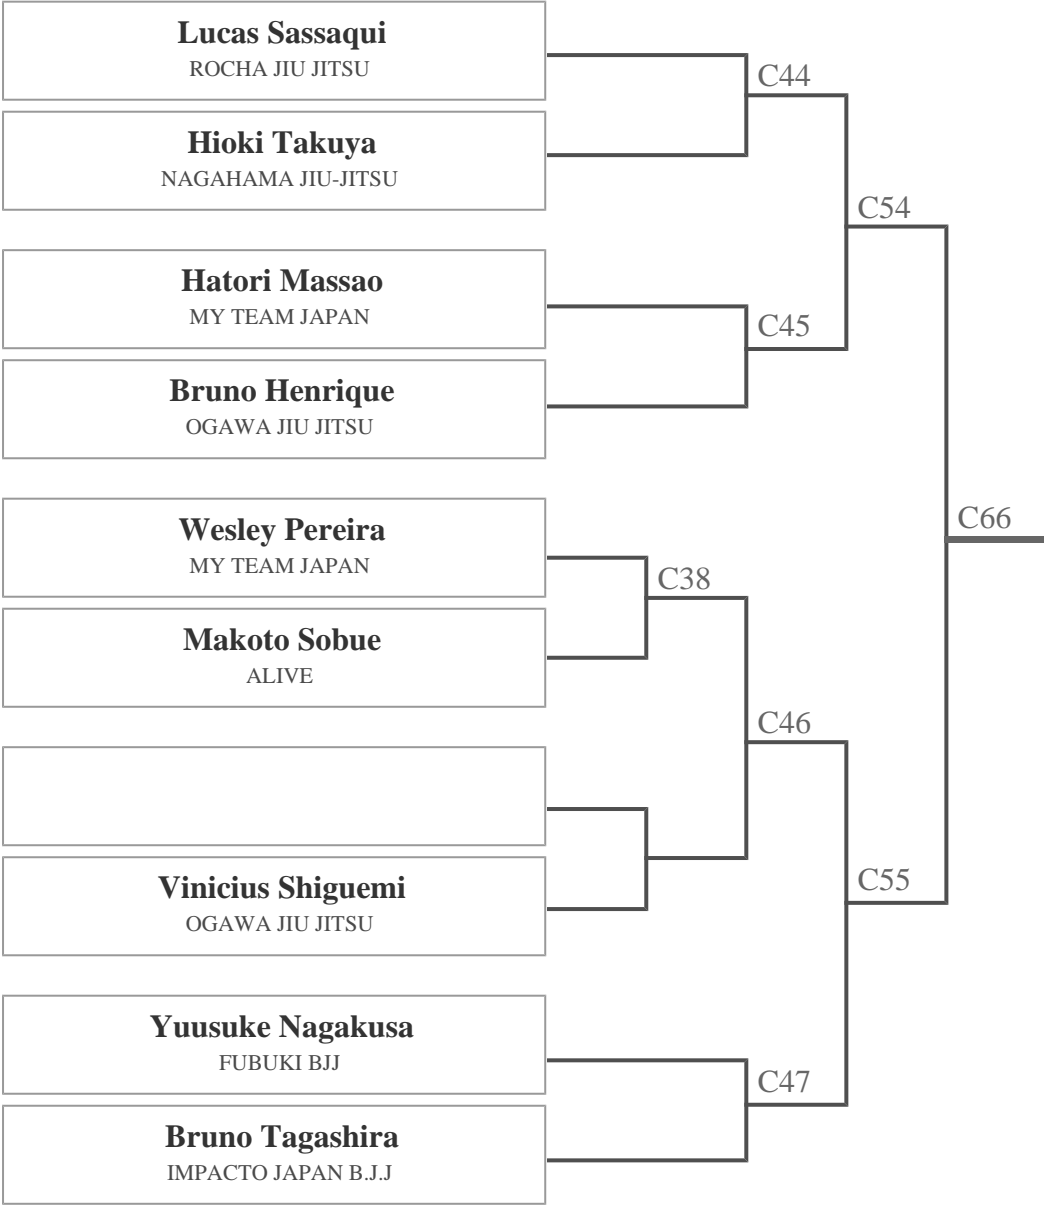 Lucas Sassaqui
ROCHA JIU JITSU
C44
Hioki Takuya
NAGAHAMA JIU-JITSU
C54
Hatori Massao
MY TEAM JAPAN
C45
Bruno Henrique
OGAWA JIU JITSU
C66
Wesley Pereira
MY TEAM JAPAN
C38
Makoto Sobue
ALIVE
C46
Vinicius Shiguemi
OGAWA JIU JITSU
C55
Yuusuke Nagakusa
FUBUKI BJJ
C47
Bruno Tagashira
IMPACTO JAPAN B.J.J